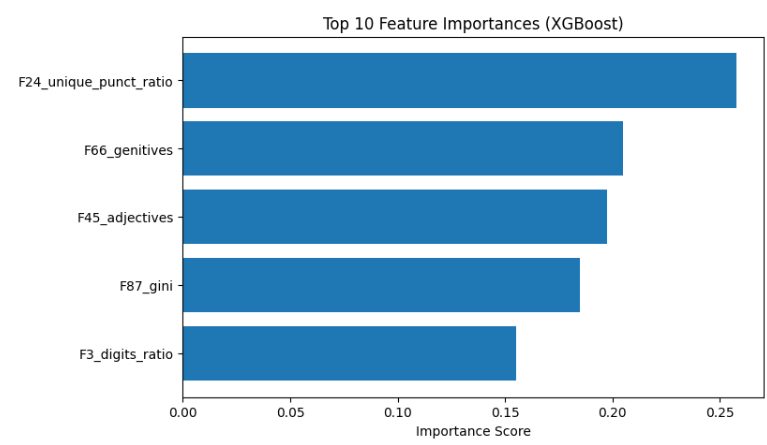 Top 10 Feature Importances (XGBoost)
F24_unique_punct_ratio
F66_genitives
F45_adjectives
F87_gini
F3_digits_ratio
0.00 0.05 0.10 0.15 0.20 0.25
Importance Score